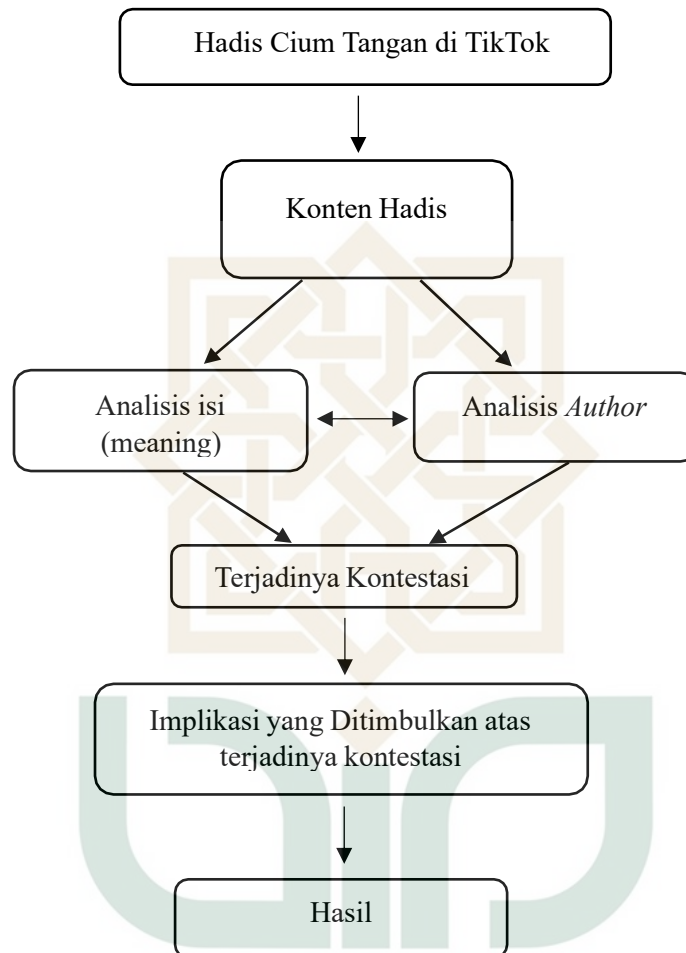 Hadis Cium Tangan di TikTok
Konten Hadis
Analisis isi
(meaning)
Analisis Author
Terjadinya Kontestasi
Implikasi yang Ditimbulkan atas
terjadinya kontestasi
Hasil